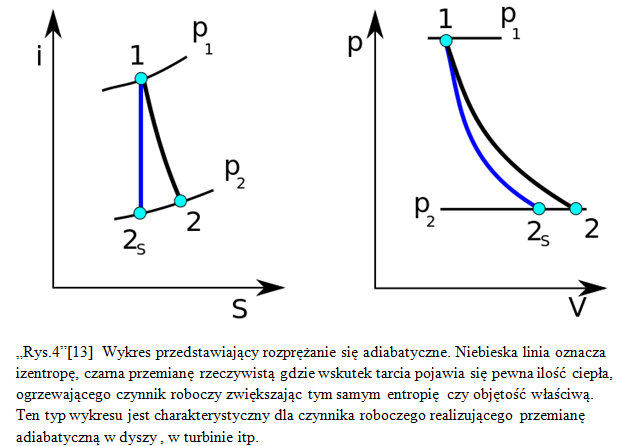 i
1
p1
p2
2s
2
S
p
1
p1
p2
2s
2
V
„Rys.4”[13] Wykres przedstawiający rozprężanie się adiabatyczne. Niebieska linia oznacza
izentropę, czarna przemianę rzeczywistą gdzie wskutek tarcia pojawia się pewna ilość ciepła,
ogrzewającego czynnik roboczy zwiększając tym samym entropię czy objętość właściwą.
Ten typ wykresu jest charakterystyczny dla czynnika roboczego realizującego przemianę
adiabatyczną w dyszy , w turbinie itp.